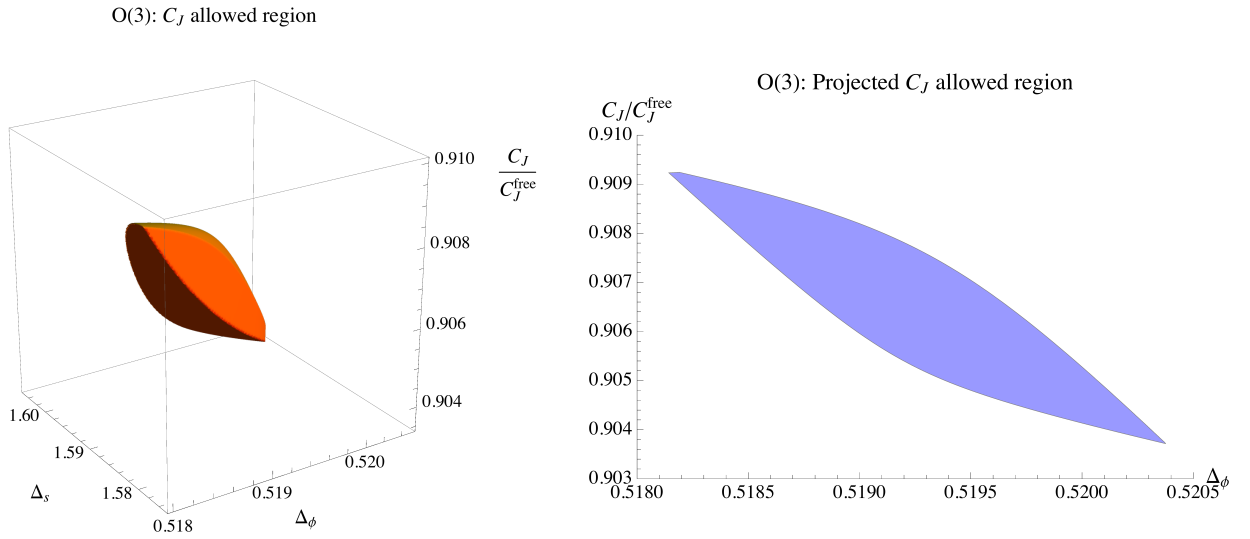 O(3): C_J allowed region
0.910
C_J
C_J^free
0.908
0.906
0.904
1.60
1.59
1.58
Δ_s
0.518
0.519
0.520
Δ_ϕ
O(3): Projected C_J allowed region
C_J/C_J^free
0.910
0.909
0.908
0.907
0.906
0.905
0.904
0.903
0.5180 0.5185 0.5190 0.5195 0.5200 0.5205 Δ_ϕ